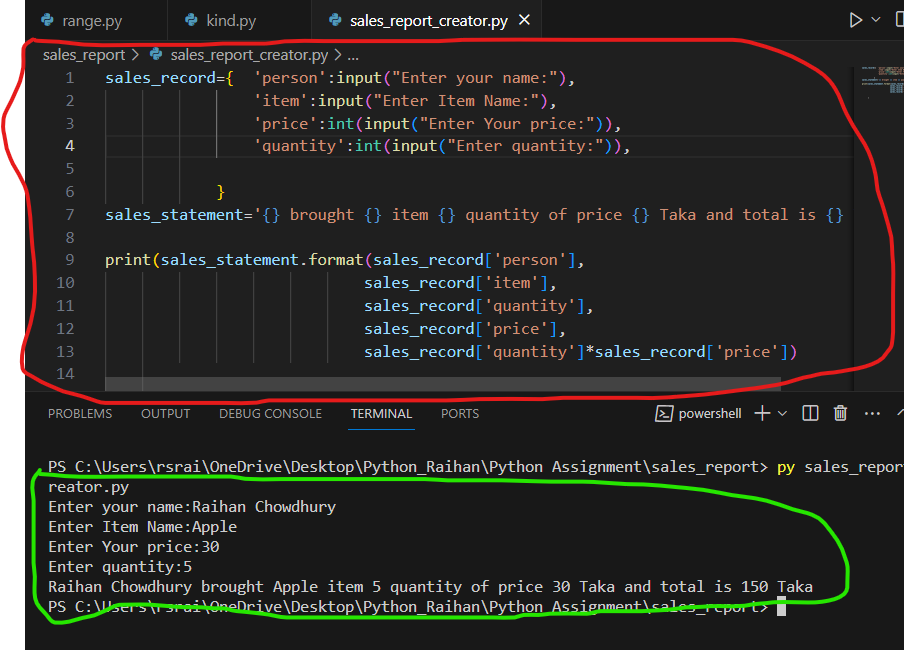 range.py kind.py sales_report_creator.py
sales_report > sales_report_creator.py > ...
1 sales_record={ 'person':input("Enter your name:"),
2 'item':input("Enter Item Name:"),
3 'price':int(input("Enter Your price:")),
4 'quantity':int(input("Enter quantity:")),
5
6 }
7 sales_statement='{} brought {} item {} quantity of price {} Taka and total is {}
8
9 print(sales_statement.format(sales_record['person'],
10 sales_record['item'],
11 sales_record['quantity'],
12 sales_record['price'],
13 sales_record['quantity']*sales_record['price'])
14
PROBLEMS OUTPUT DEBUG CONSOLE TERMINAL PORTS powershell
PS C:\Users\rsrai\OneDrive\Desktop\Python_Raihan\Python Assignment\sales_report> py sales_repor
reator.py
Enter your name:Raihan Chowdhury
Enter Item Name:Apple
Enter Your price:30
Enter quantity:5
Raihan Chowdhury brought Apple item 5 quantity of price 30 Taka and total is 150 Taka
PS C:\Users\rsrai\OneDrive\Desktop\Python_Raihan\Python Assignment\sales_report>